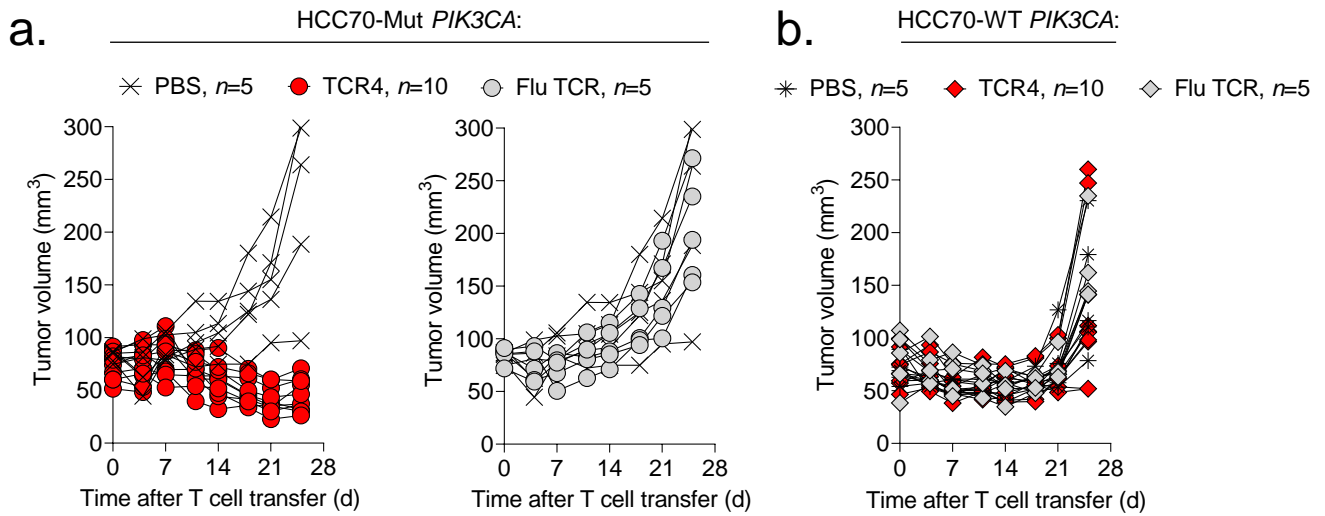 a.
HCC70-Mut PIK3CA:
PBS, n=5
TCR4, n=10
Flu TCR, n=5
Tumor volume (mm³)
300
250
200
150
100
50
0
0 7 14 21 28
Time after T cell transfer (d)
Tumor volume (mm³)
300
250
200
150
100
50
0
0 7 14 21 28
Time after T cell transfer (d)
b.
HCC70-WT PIK3CA:
PBS, n=5
TCR4, n=10
Flu TCR, n=5
Tumor volume (mm³)
300
250
200
150
100
50
0
0 7 14 21 28
Time after T cell transfer (d)